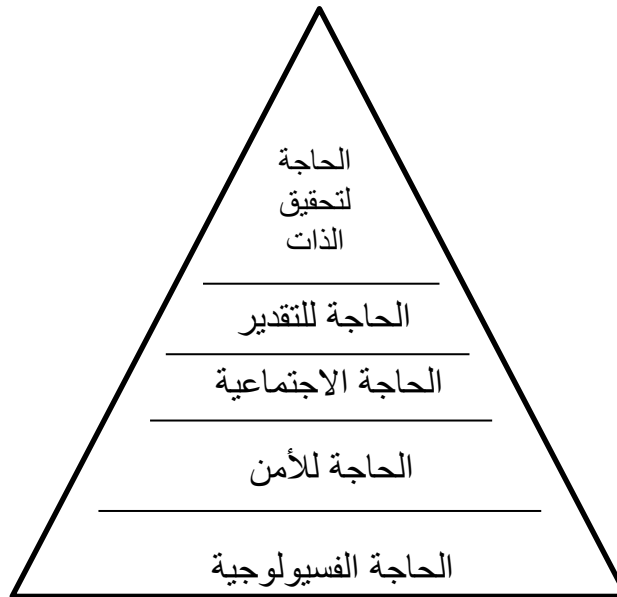 الحاجة
لتحقيق
الذات
الحاجة للتقدير
الحاجة الاجتماعية
الحاجة للأمن
الحاجة الفسيولوجية